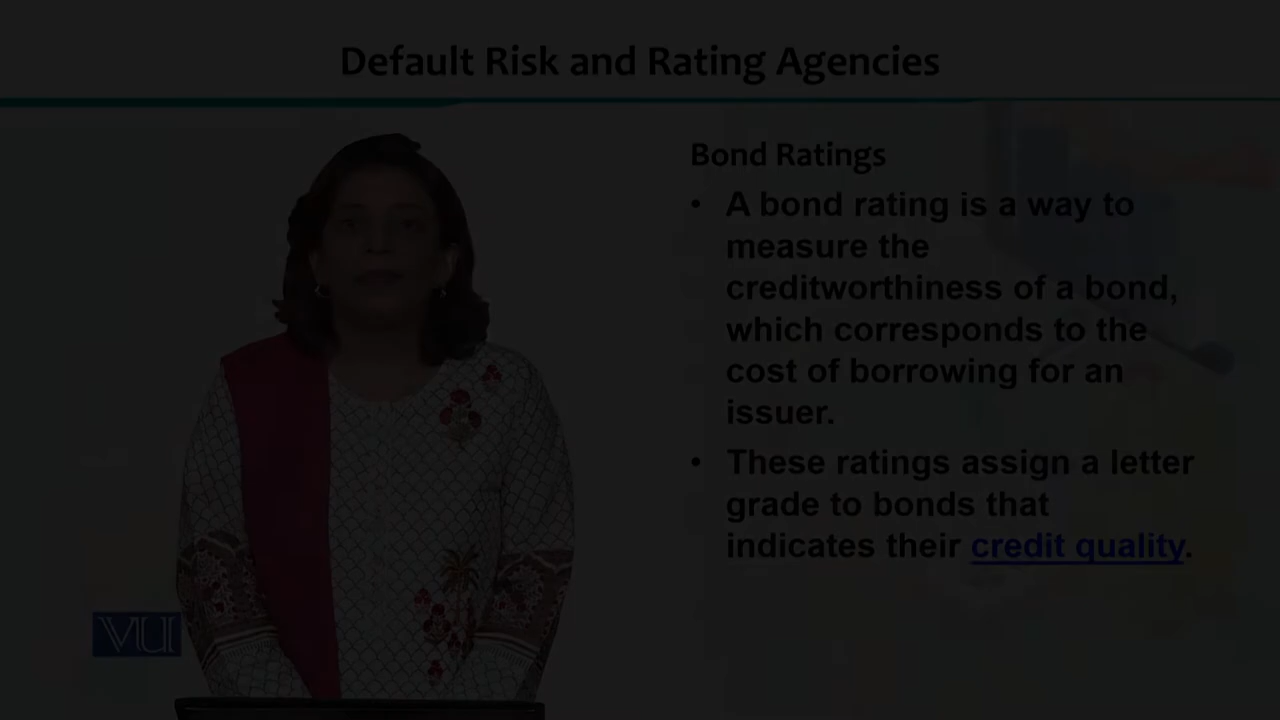 Default Risk and Rating Agencies
Bond Ratings
• A bond rating is a way to
measure the
creditworthiness of a bond,
which corresponds to the
cost of borrowing for an
issuer.
• These ratings assign a letter
grade to bonds that
indicates their credit quality.
VU